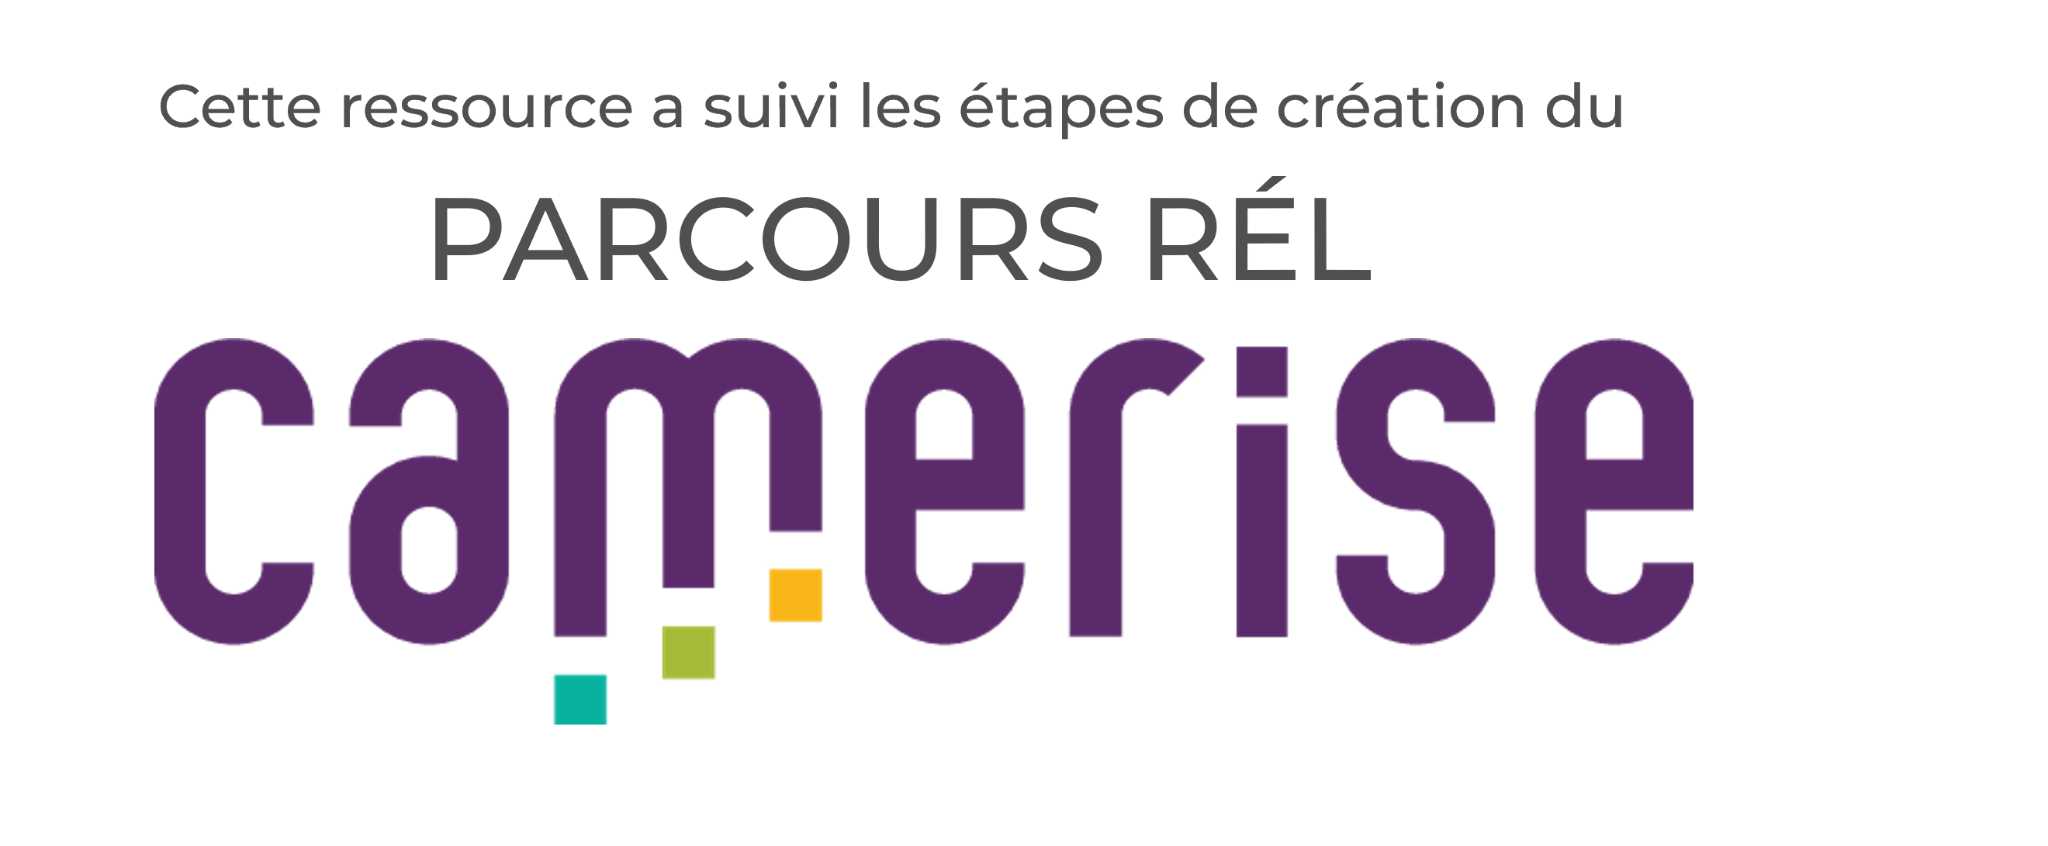 Cette ressource a suivi les étapes de création du
PARCOURS RÉL
camerise